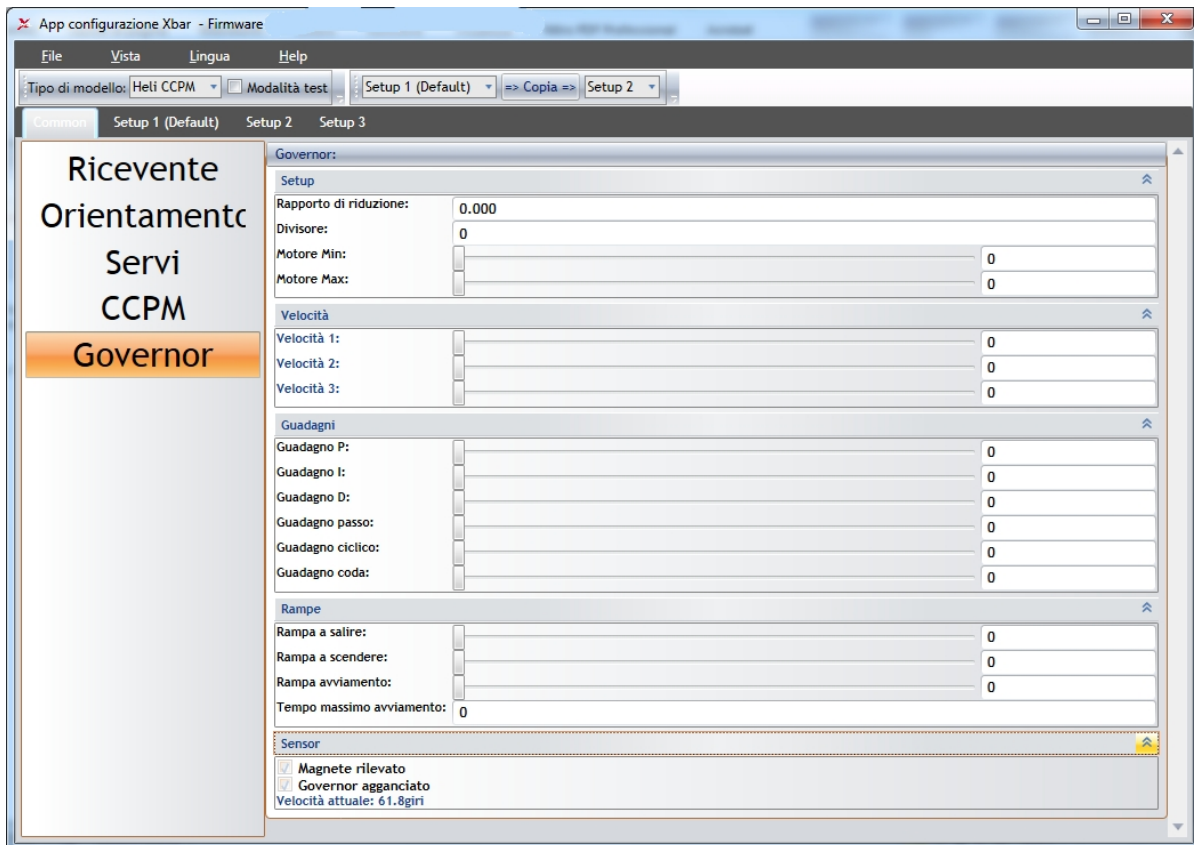 App configurazione Xbar - Firmware
File Vista Lingua Help
Tipo di modello: Heli CCPM Modalità test Setup 1 (Default) => Copia => Setup 2
Common Setup 1 (Default) Setup 2 Setup 3
Ricevente
Orientamento
Servi
CCPM
Governor
Governor:
Setup
Rapporto di riduzione: 0.000
Divisore: 0
Motore Min: 0
Motore Max: 0
Velocità
Velocità 1: 0
Velocità 2: 0
Velocità 3: 0
Guadagni
Guadagno P: 0
Guadagno I: 0
Guadagno D: 0
Guadagno passo: 0
Guadagno ciclico: 0
Guadagno coda: 0
Rampe
Rampa a salire: 0
Rampa a scendere: 0
Rampa avviamento: 0
Tempo massimo avviamento: 0
Sensor
Magnete rilevato
Governor agganciato
Velocità attuale: 61.8giri